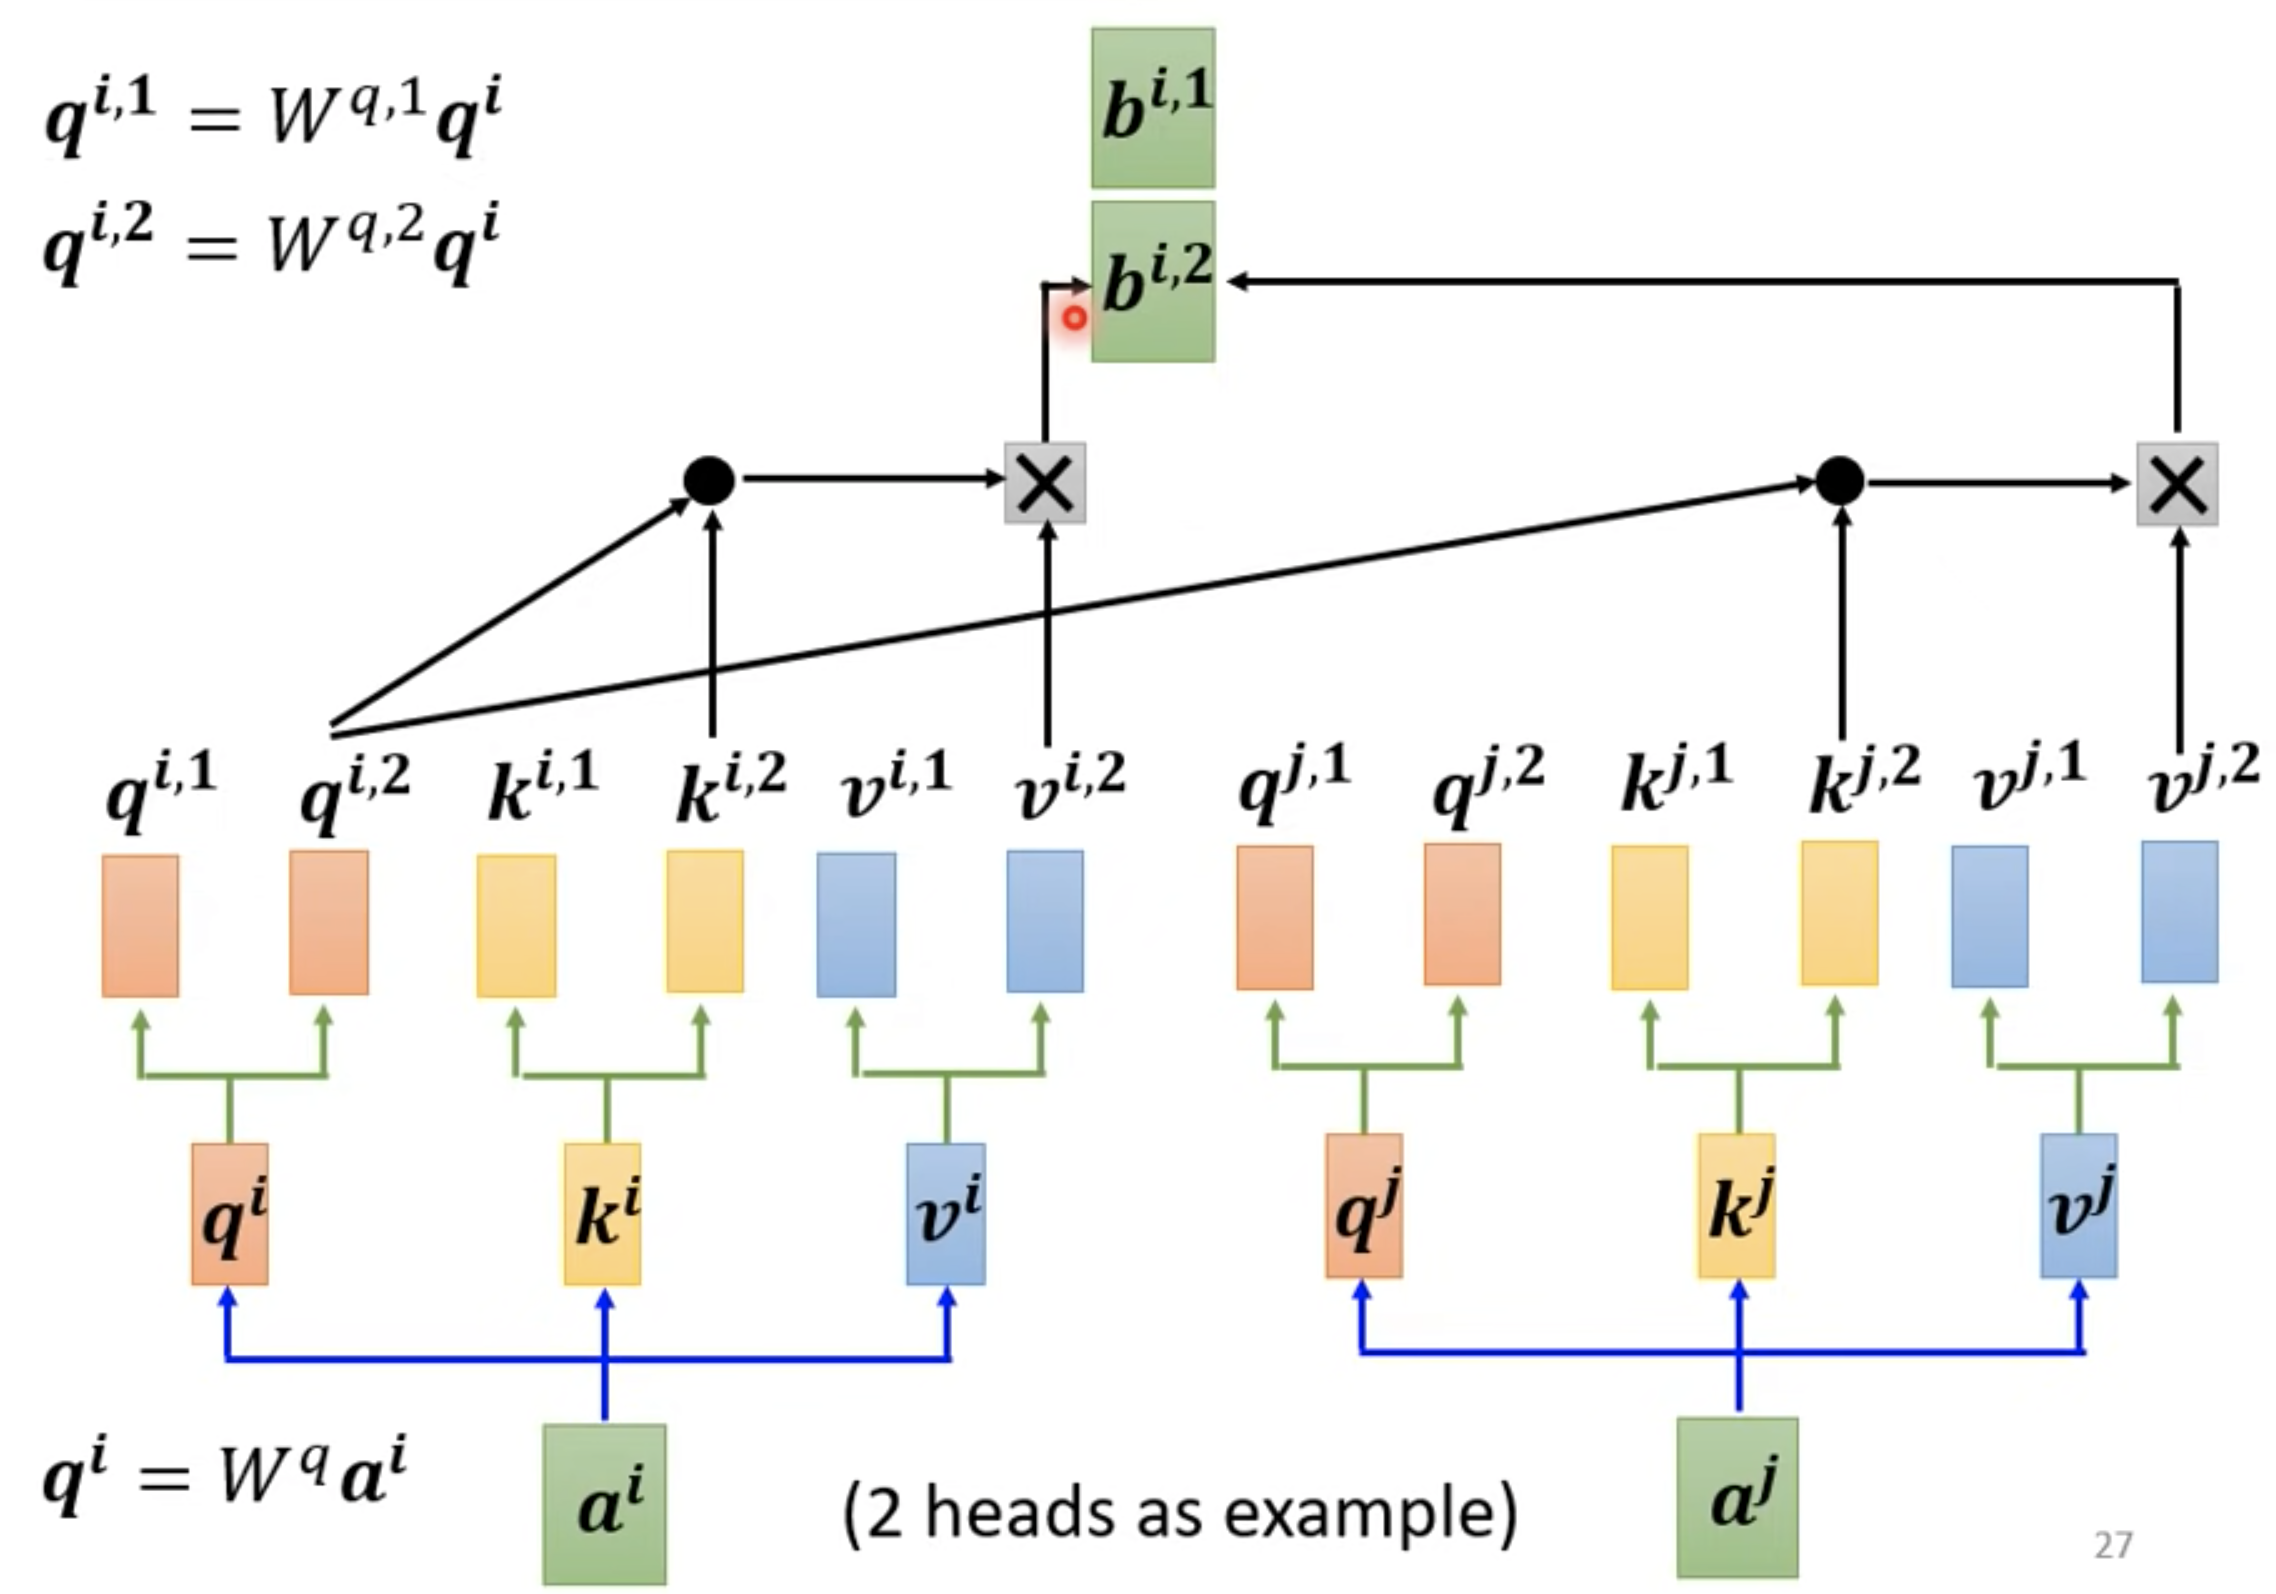 b^{i,1}
q^{i,1} = W^{q,1}q^i
q^{i,2} = W^{q,2}q^i
b^{i,2}
q^{i,1} q^{i,2} k^{i,1} k^{i,2} v^{i,1} v^{i,2} q^{j,1} q^{j,2} k^{j,1} k^{j,2} v^{j,1} v^{j,2}
q^i k^i v^i q^j k^j v^j
q^i = W^q a^i
a^i
(2 heads as example)
a^j
27